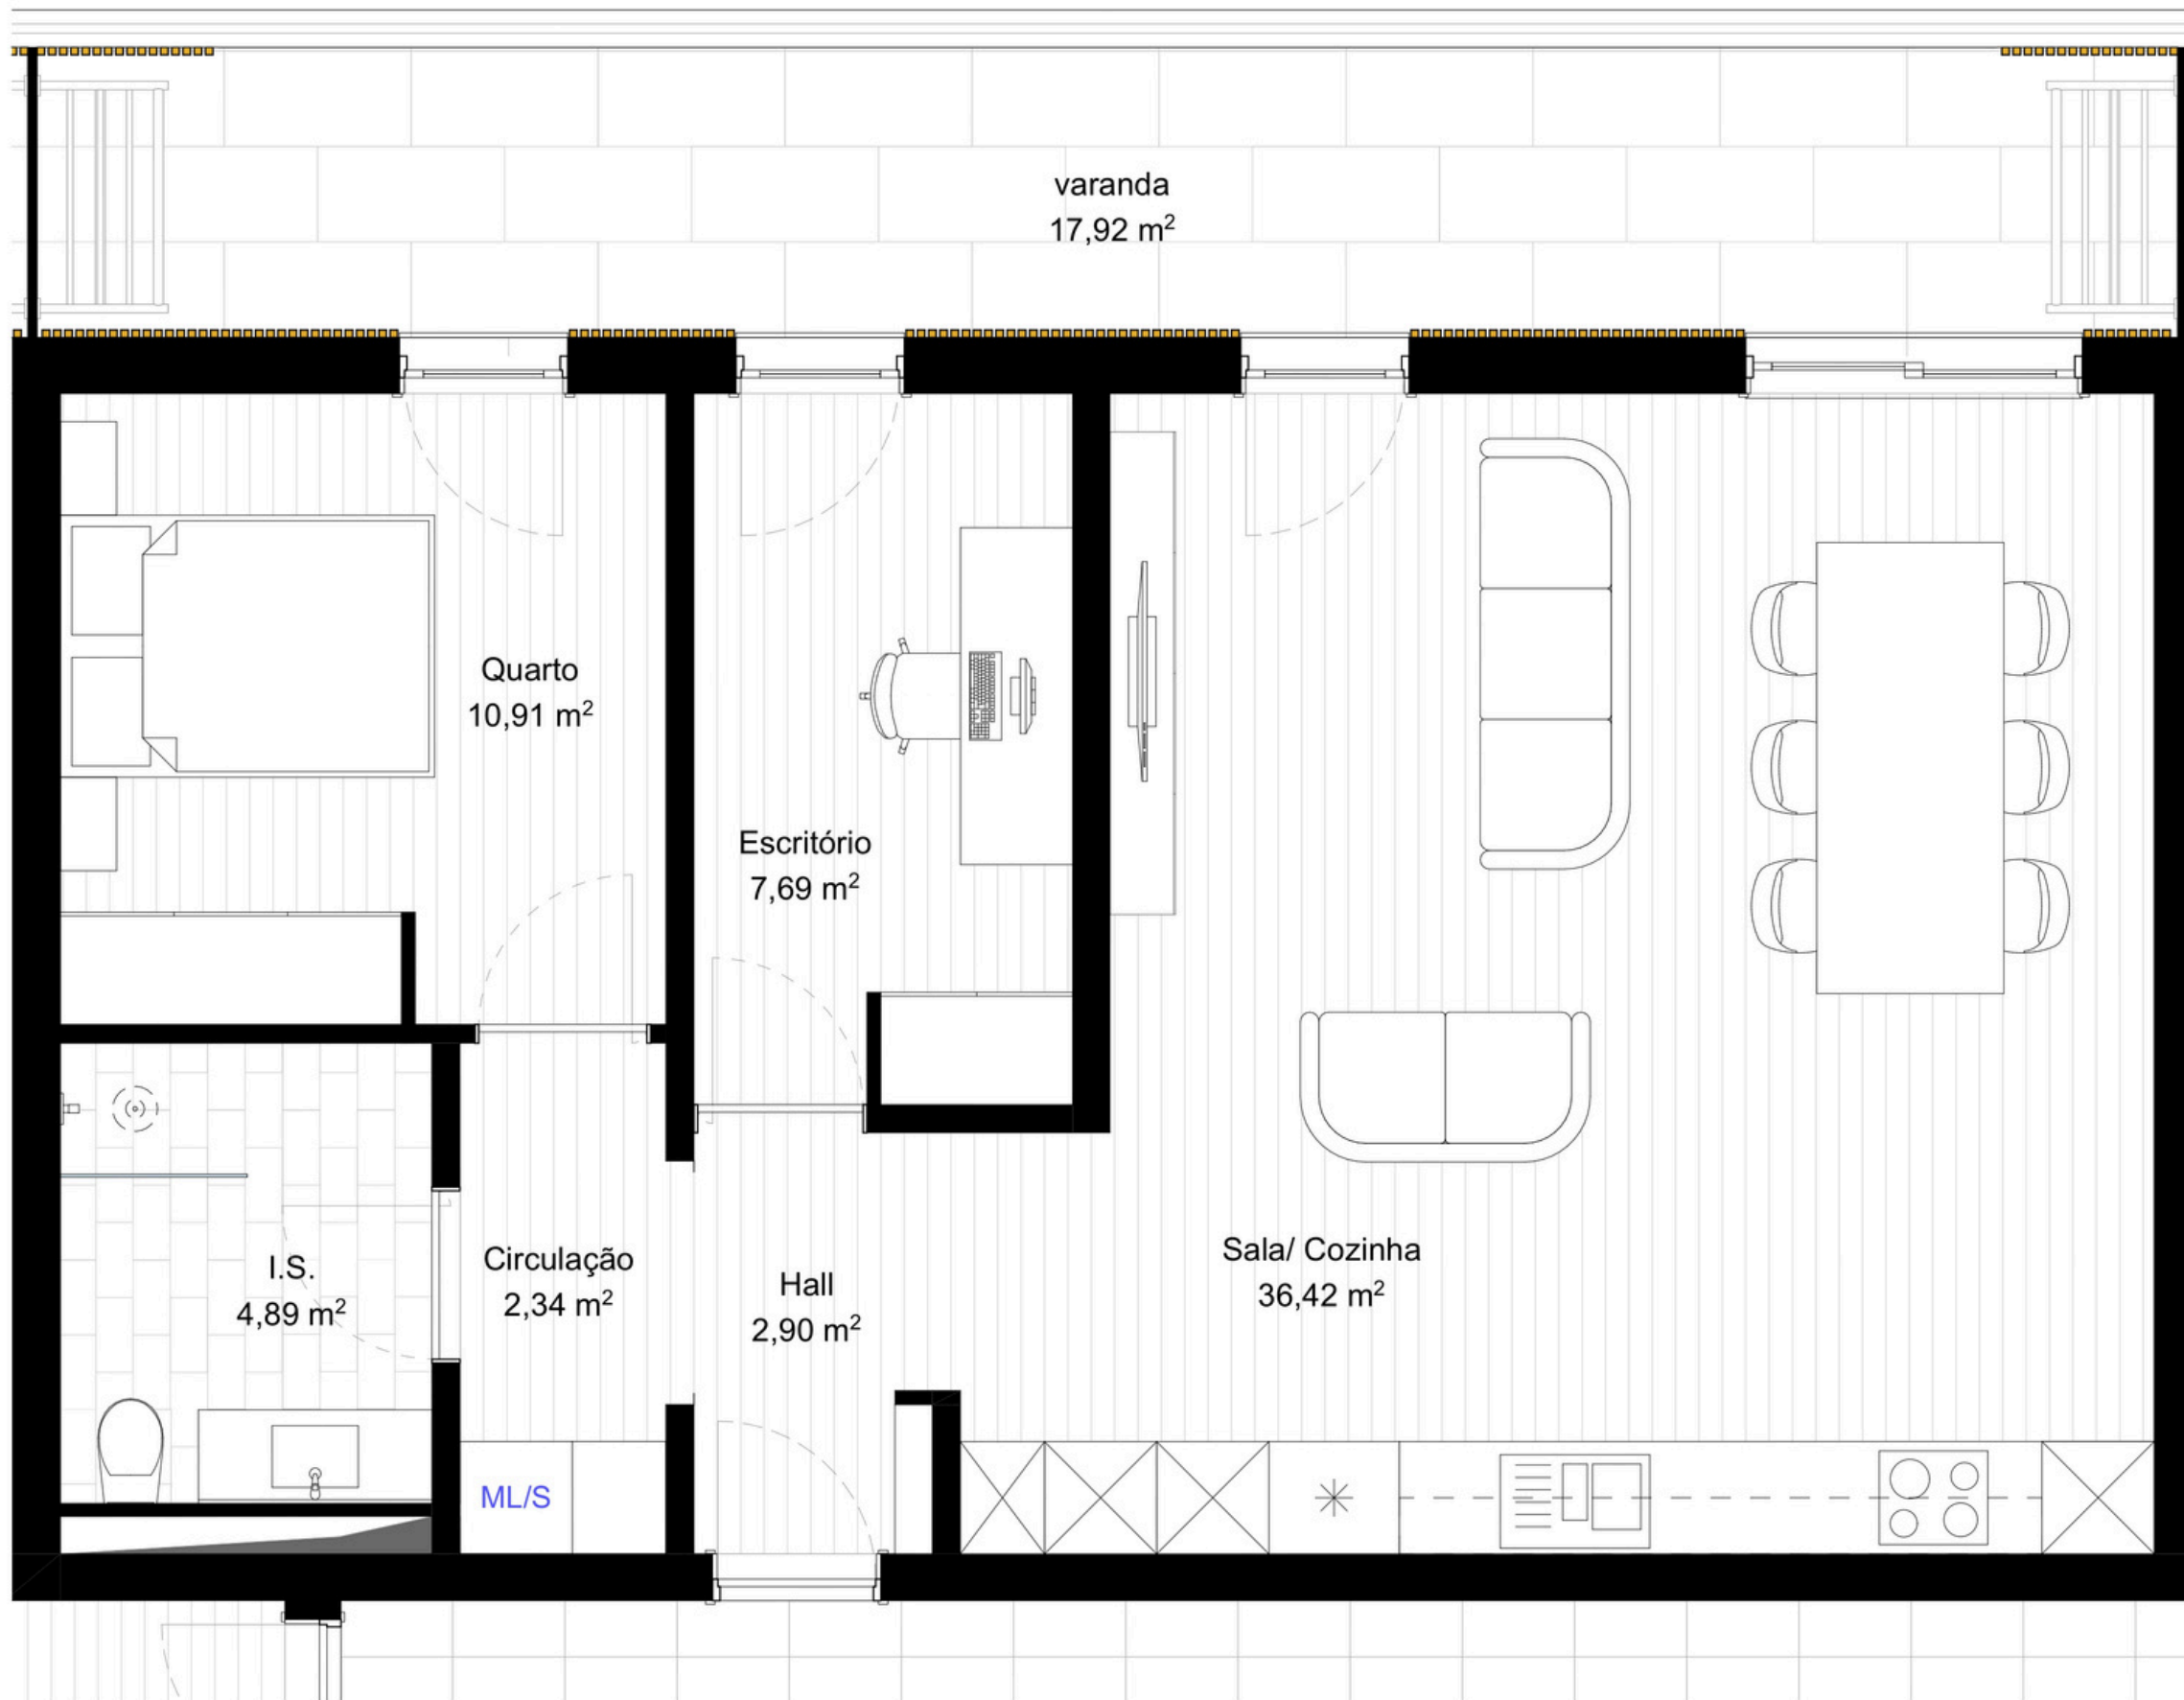 varanda
17,92 m²
Quarto
10,91 m²
Escritório
7,69 m²
I.S.
4,89 m²
Circulação
2,34 m²
Hall
2,90 m²
Sala/ Cozinha
36,42 m²
ML/S